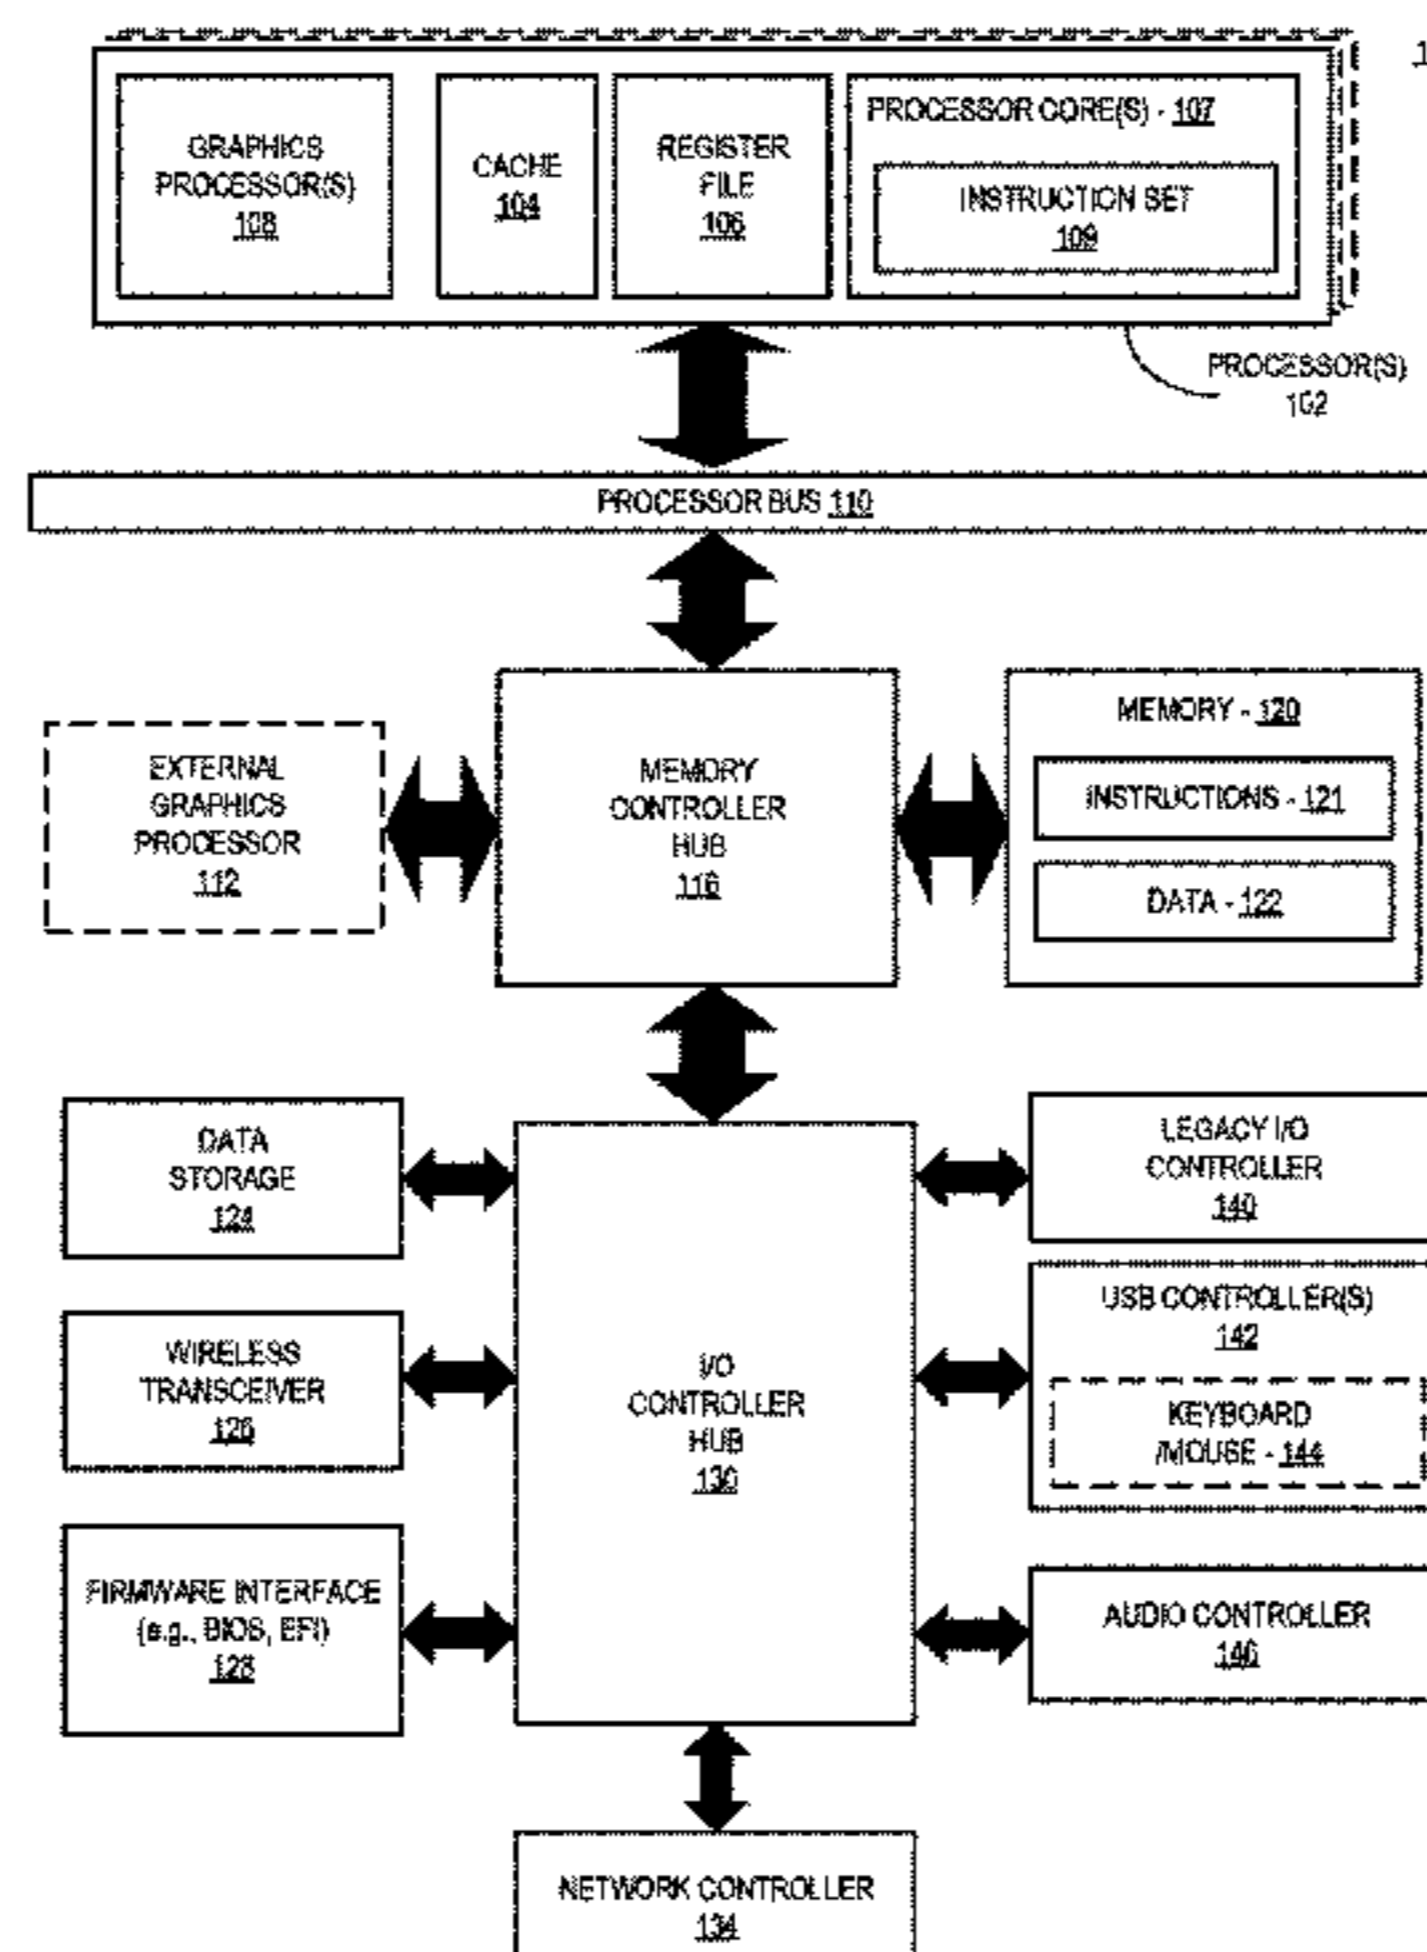 1
GRAPHICS
PROCESSOR(S)
108
CACHE
104
REGISTER
FILE
106
PROCESSOR CORE(S) - 107
INSTRUCTION SET
109
PROCESSOR(S)
102
PROCESSOR BUS 110
EXTERNAL
GRAPHICS
PROCESSOR
112
MEMORY
CONTROLLER
HUB
116
MEMORY - 120
INSTRUCTIONS - 121
DATA - 122
DATA
STORAGE
124
WIRELESS
TRANSCEIVER
126
FIRMWARE INTERFACE
(e.g., BIOS, EFI)
128
I/O
CONTROLLER
HUB
130
LEGACY I/O
CONTROLLER
140
USB CONTROLLER(S)
142
KEYBOARD
/MOUSE - 144
AUDIO CONTROLLER
146
NETWORK CONTROLLER
134